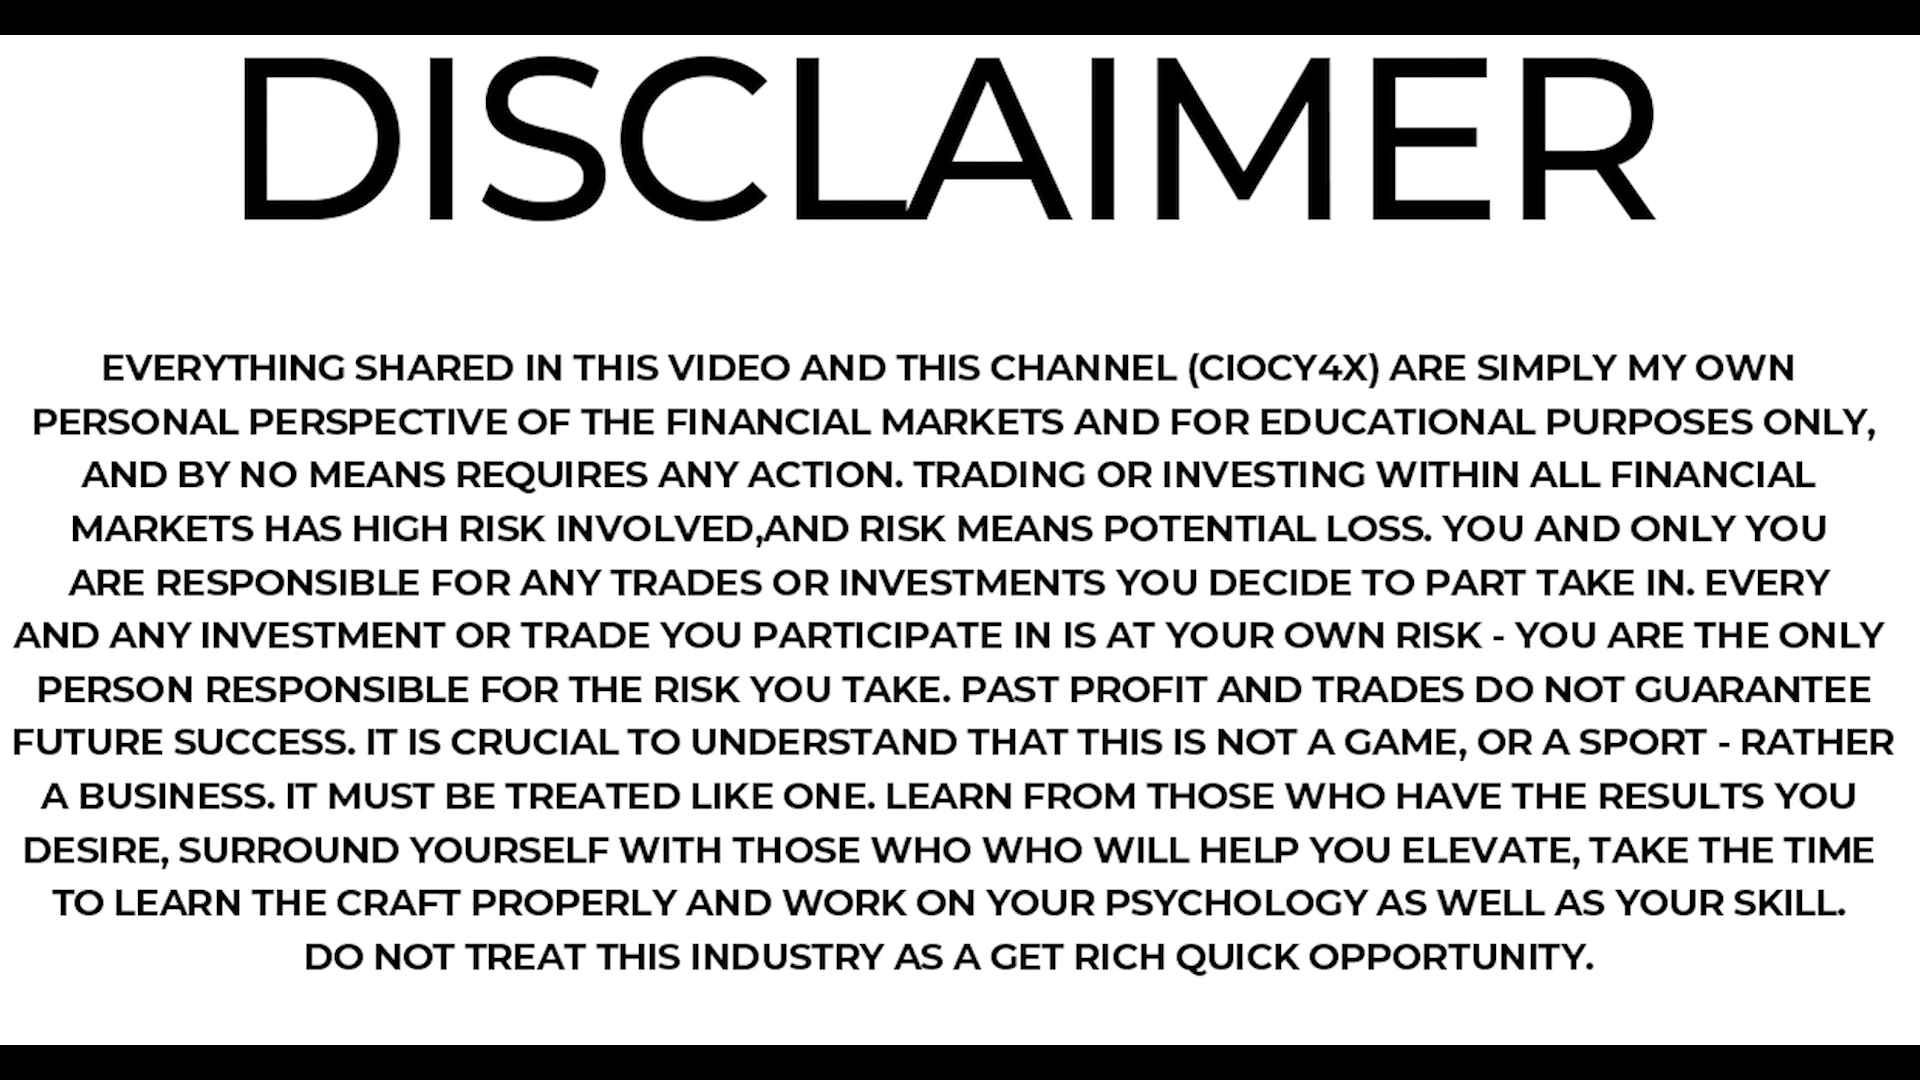 DISCLAIMER
EVERYTHING SHARED IN THIS VIDEO AND THIS CHANNEL (CIOCY4X) ARE SIMPLY MY OWN
PERSONAL PERSPECTIVE OF THE FINANCIAL MARKETS AND FOR EDUCATIONAL PURPOSES ONLY,
AND BY NO MEANS REQUIRES ANY ACTION. TRADING OR INVESTING WITHIN ALL FINANCIAL
MARKETS HAS HIGH RISK INVOLVED,AND RISK MEANS POTENTIAL LOSS. YOU AND ONLY YOU
ARE RESPONSIBLE FOR ANY TRADES OR INVESTMENTS YOU DECIDE TO PART TAKE IN. EVERY
AND ANY INVESTMENT OR TRADE YOU PARTICIPATE IN IS AT YOUR OWN RISK - YOU ARE THE ONLY
PERSON RESPONSIBLE FOR THE RISK YOU TAKE. PAST PROFIT AND TRADES DO NOT GUARANTEE
FUTURE SUCCESS. IT IS CRUCIAL TO UNDERSTAND THAT THIS IS NOT A GAME, OR A SPORT - RATHER
A BUSINESS. IT MUST BE TREATED LIKE ONE. LEARN FROM THOSE WHO HAVE THE RESULTS YOU
DESIRE, SURROUND YOURSELF WITH THOSE WHO WHO WILL HELP YOU ELEVATE, TAKE THE TIME
TO LEARN THE CRAFT PROPERLY AND WORK ON YOUR PSYCHOLOGY AS WELL AS YOUR SKILL.
DO NOT TREAT THIS INDUSTRY AS A GET RICH QUICK OPPORTUNITY.